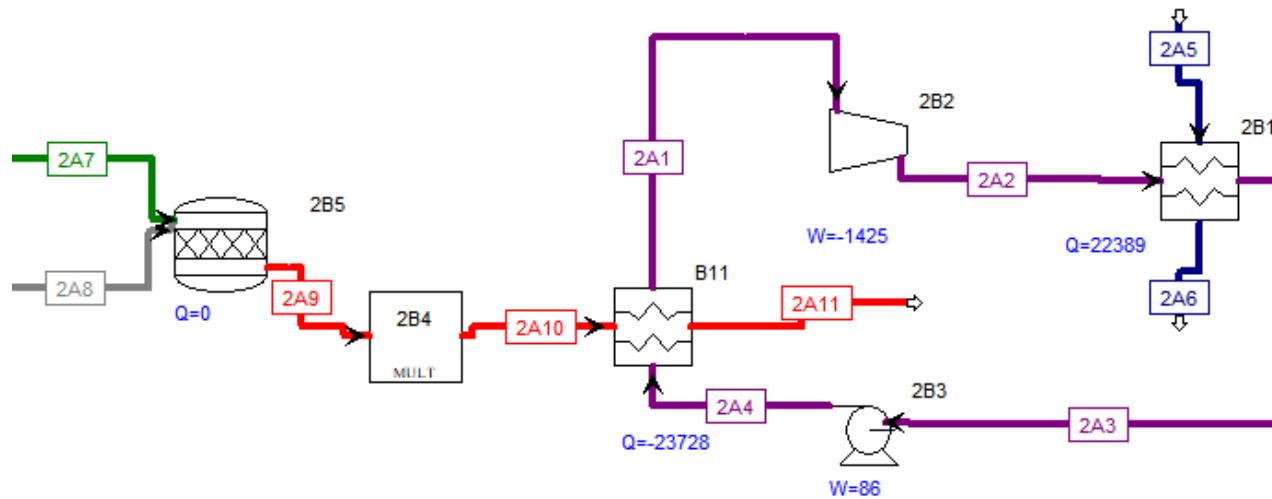 2A5
2B2
2B1
2A7
2A1
2A2
2B5
W=-1425
Q=22389
2A8
B11
2A6
2A9
2A11
Q=0
2B4
2A10
MULT
2B3
2A4
2A3
Q=-23728
W=86